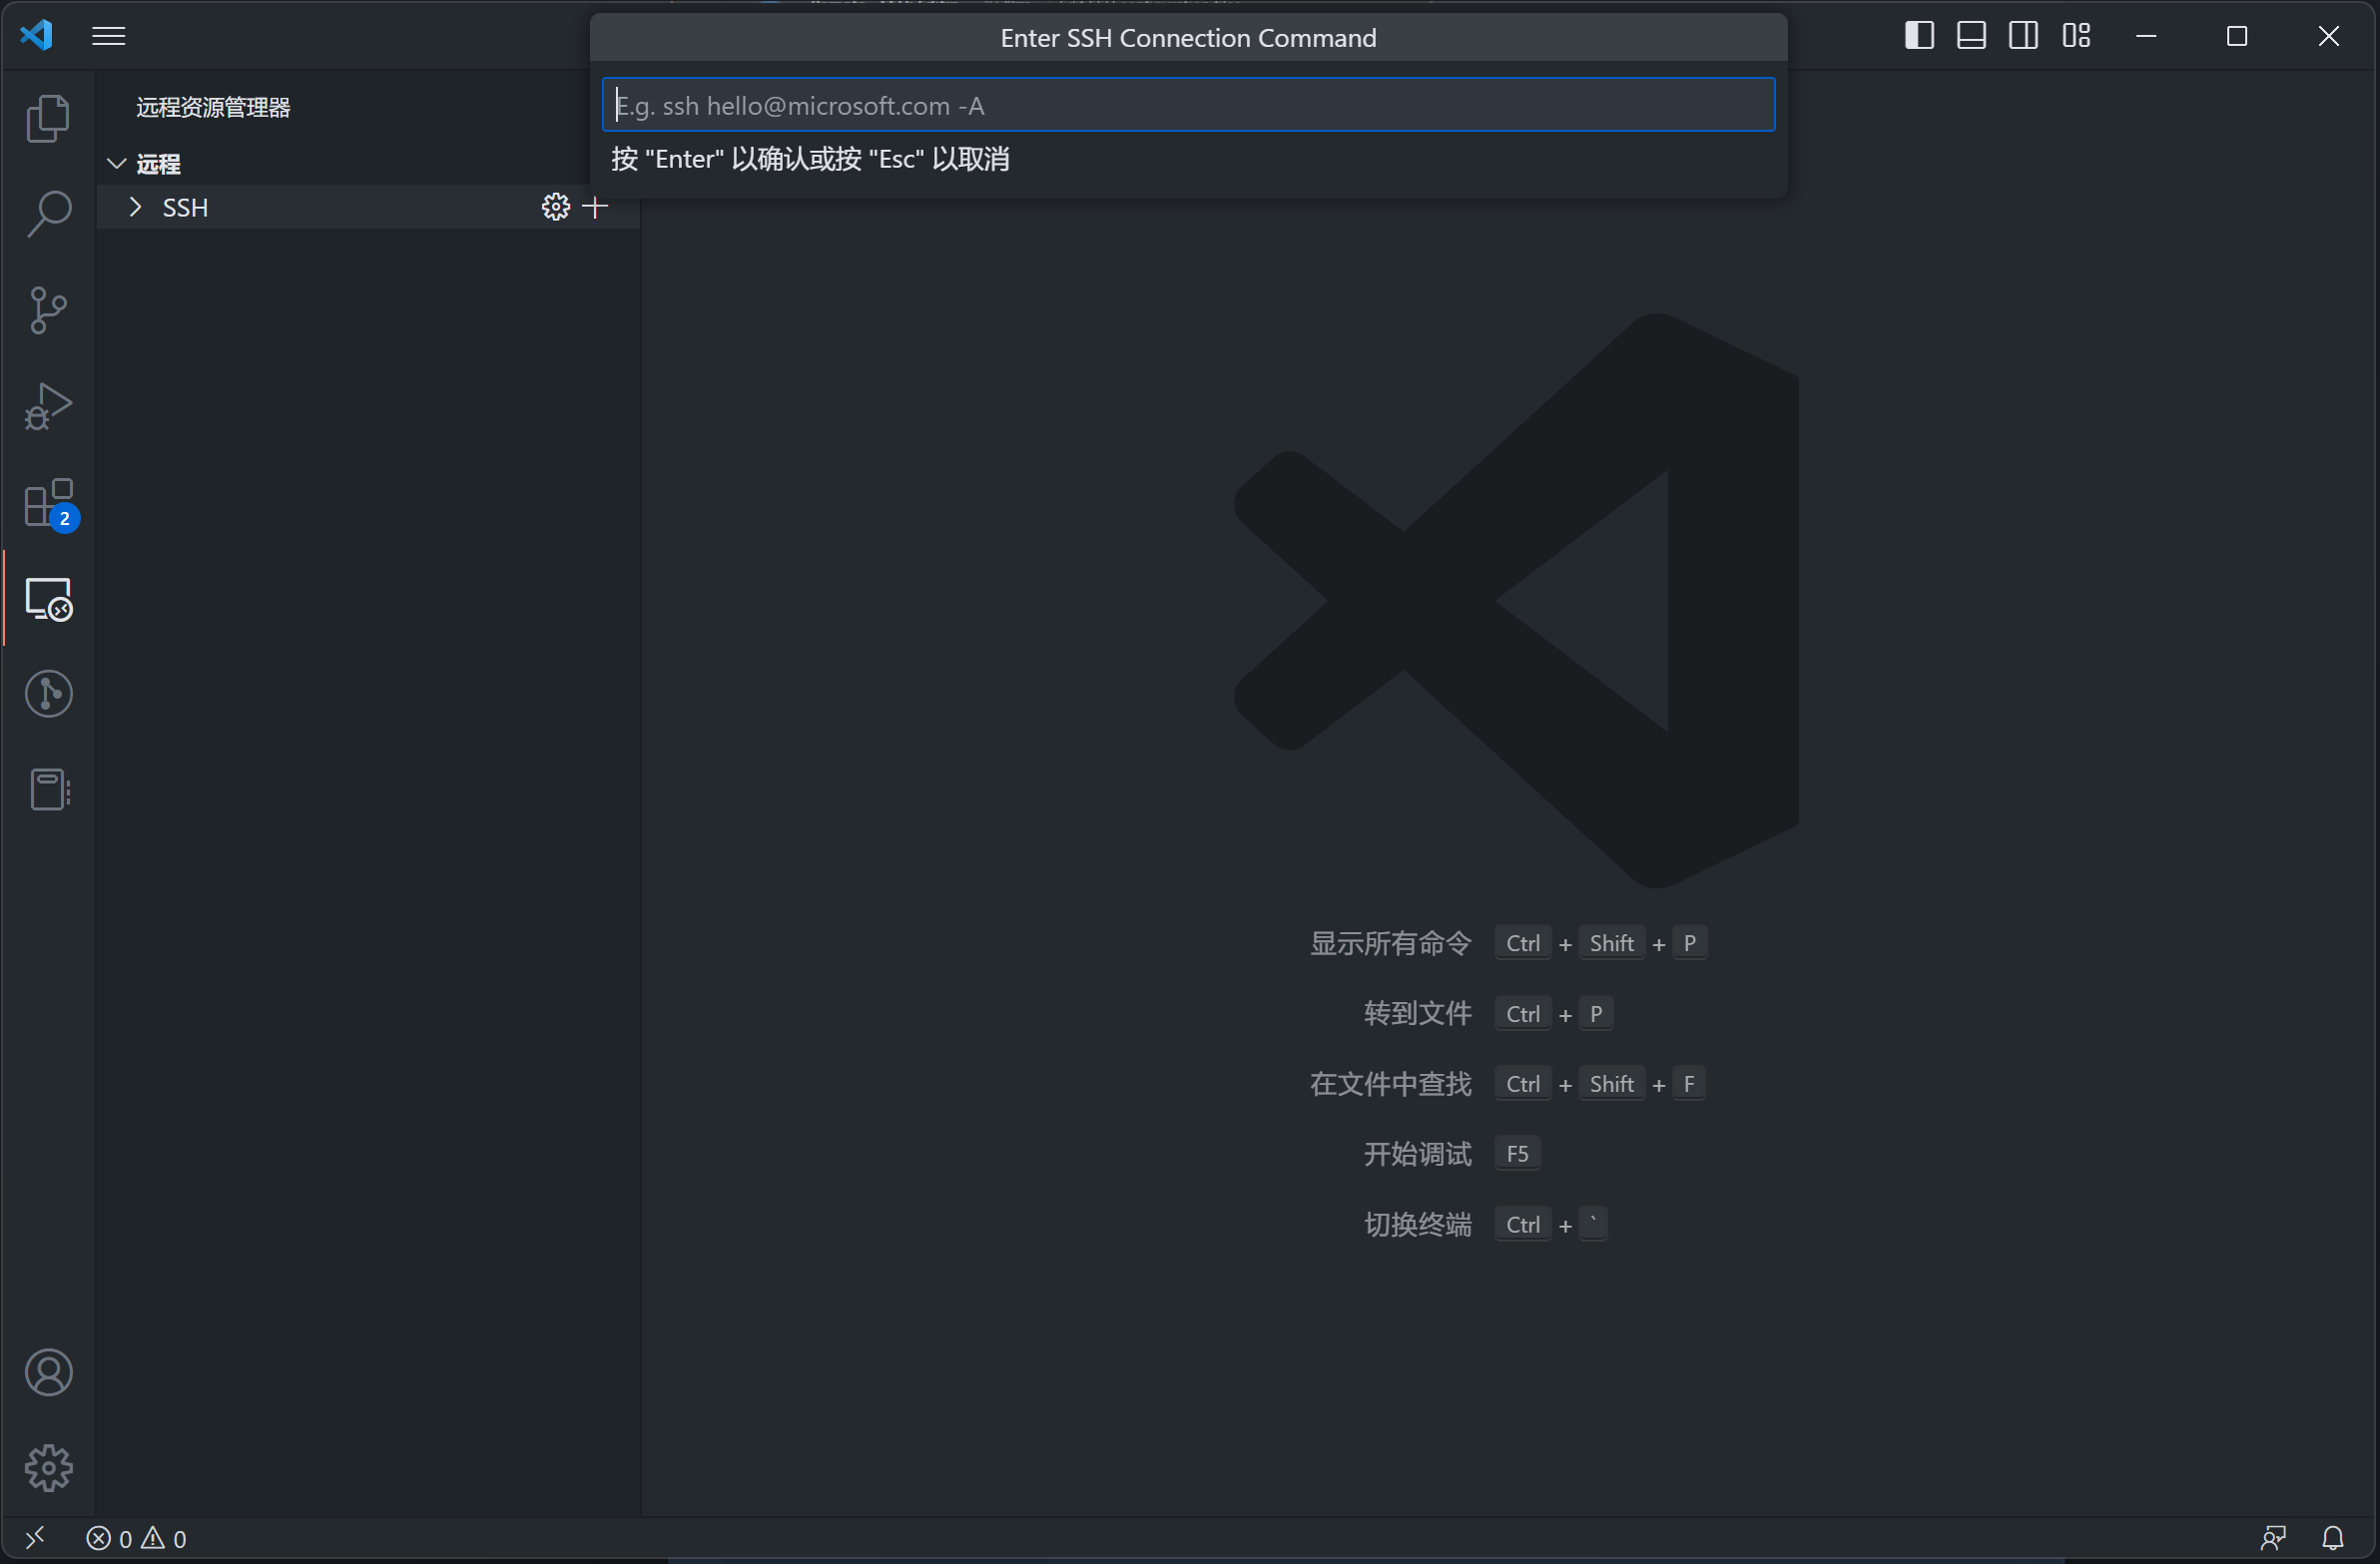 Enter SSH Connection Command
E.g. ssh hello@microsoft.com -A
按 "Enter" 以确认或按 "Esc" 以取消
远程资源管理器
远程
SSH
2
显示所有命令 Ctrl + Shift + P
转到文件 Ctrl + P
在文件中查找 Ctrl + Shift + F
开始调试 F5
切换终端 Ctrl + `
0 0